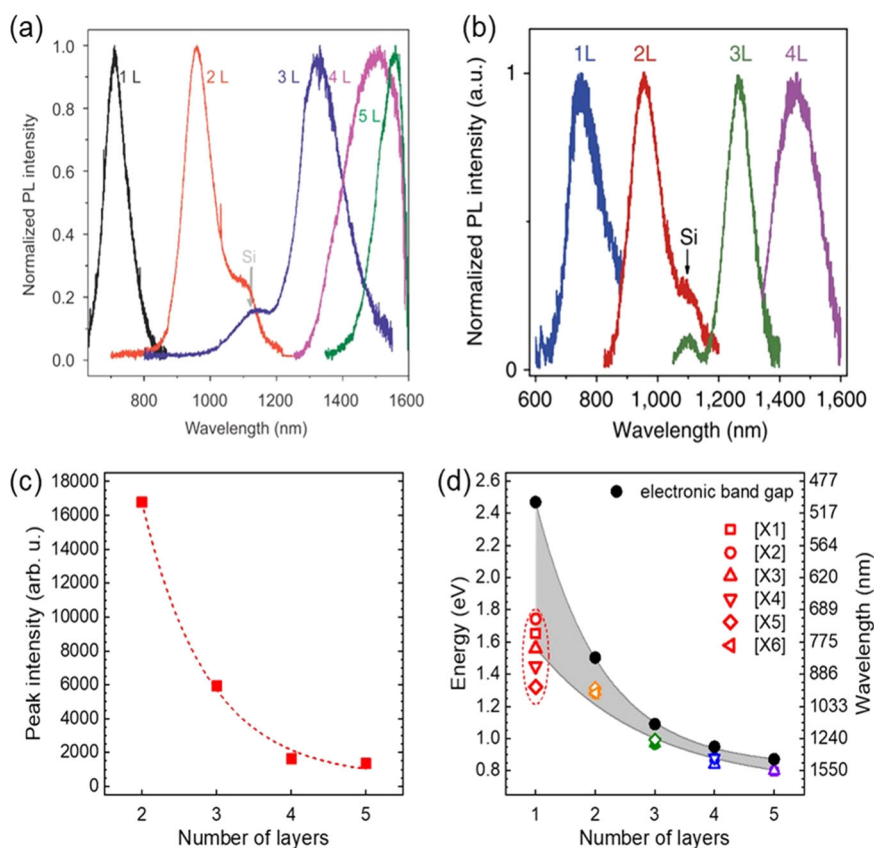 (a)
1.0
0.8
0.6
0.4
0.2
0.0
Normalized PL intensity
1 L
2 L
3 L
4 L
5 L
Si
800
1000
1200
1400
1600
Wavelength (nm)
(b)
1
0
Normalized PL intensity (a.u.)
1L
2L
3L
4L
Si
600
800
1,000
1,200
1,400
1,600
Wavelength (nm)
(c)
18000
16000
14000
12000
10000
8000
6000
4000
2000
0
Peak intensity (arb. u.)
2
3
4
5
Number of layers
(d)
2.6
2.4
2.2
2.0
1.8
1.6
1.4
1.2
1.0
0.8
Energy (eV)
electronic band gap
[X1]
[X2]
[X3]
[X4]
[X5]
[X6]
477
517
564
620
689
775
886
1033
1240
1550
Wavelength (nm)
1
2
3
4
5
Number of layers